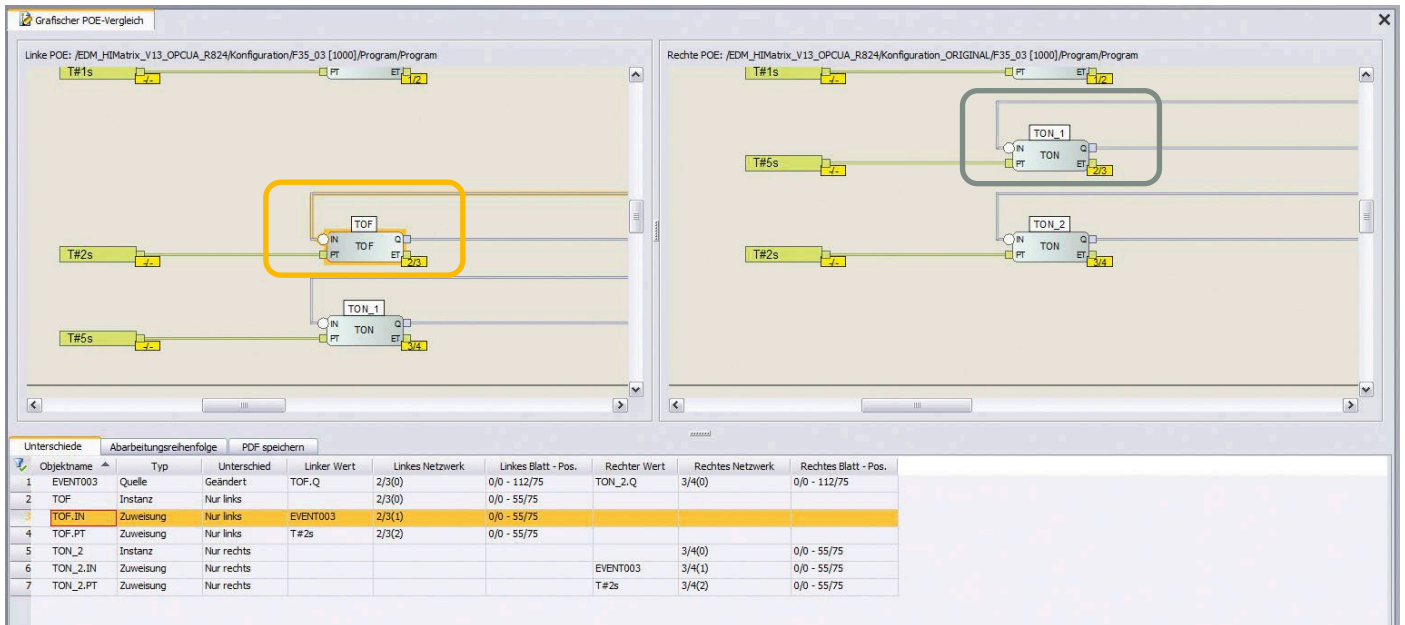 Grafischer POE-Vergleich
Linke POE: /EDM_HIMatrix_V13_OPCUA_R824/Konfiguration/F35_03 [1000]/Program/Program
T#1s
-/-
PT
ET
1/2
TOF
IN
Q
TOF
T#2s
-/-
PT
ET
2/3
TON_1
IN
Q
TON
T#5s
-/-
PT
ET
3/4
Rechte POE: /EDM_HIMatrix_V13_OPCUA_R824/Konfiguration_ORIGINAL/F35_03 [1000]/Program/Program
T#1s
-/-
PT
ET
1/2
TON_1
IN
Q
TON
T#5s
-/-
PT
ET
2/3
TON_2
IN
Q
TON
T#2s
-/-
PT
ET
3/4
Unterschiede Abarbeitungsreihenfolge PDF speichern
Objektname Typ Unterschied Linker Wert Linkes Netzwerk Linkes Blatt - Pos. Rechter Wert Rechtes Netzwerk Rechtes Blatt - Pos.
1 EVENT003 Quelle Geändert TOF.Q 2/3(0) 0/0 - 112/75 TON_2.Q 3/4(0) 0/0 - 112/75
2 TOF Instanz Nur links 2/3(0) 0/0 - 55/75
3 TOF.IN Zuweisung Nur links EVENT003 2/3(1) 0/0 - 55/75
4 TOF.PT Zuweisung Nur links T#2s 2/3(2) 0/0 - 55/75
5 TON_2 Instanz Nur rechts 3/4(0) 0/0 - 55/75
6 TON_2.IN Zuweisung Nur rechts EVENT003 3/4(1) 0/0 - 55/75
7 TON_2.PT Zuweisung Nur rechts T#2s 3/4(2) 0/0 - 55/75